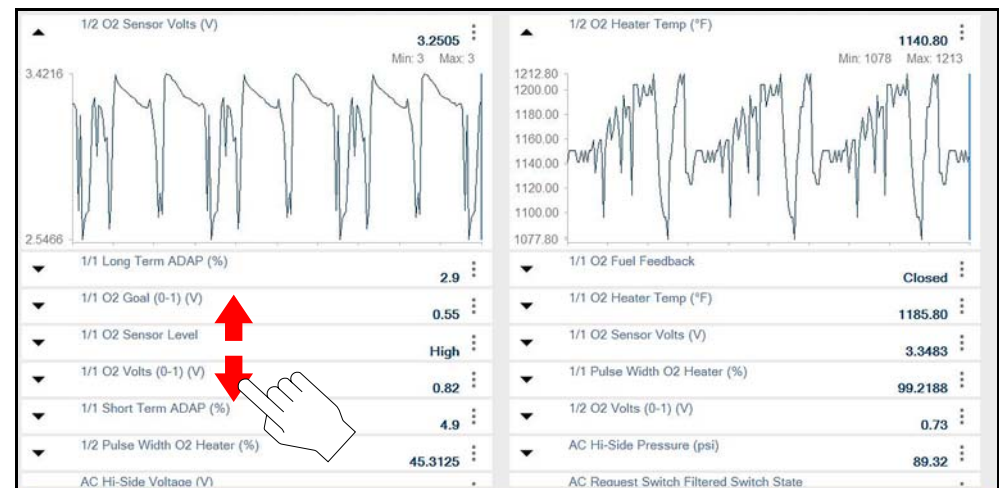 1/2 O2 Sensor Volts (V)
3.2505
Min: 3 Max: 3
3.4216
2.5466
1/2 O2 Heater Temp (°F)
1140.80
Min: 1078 Max: 1213
1212.80
1200.00
1180.00
1160.00
1140.00
1120.00
1100.00
1077.80
1/1 Long Term ADAP (%)
2.9
1/1 O2 Fuel Feedback
Closed
1/1 O2 Goal (0-1) (V)
0.55
1/1 O2 Heater Temp (°F)
1185.80
1/1 O2 Sensor Level
High
1/1 O2 Sensor Volts (V)
3.3483
1/1 O2 Volts (0-1) (V)
0.82
1/1 Pulse Width O2 Heater (%)
99.2188
1/1 Short Term ADAP (%)
4.9
1/2 O2 Volts (0-1) (V)
0.73
1/2 Pulse Width O2 Heater (%)
45.3125
AC Hi-Side Pressure (psi)
89.32
AC Hi-Side Voltage (V)
AC Request Switch Filtered Switch State